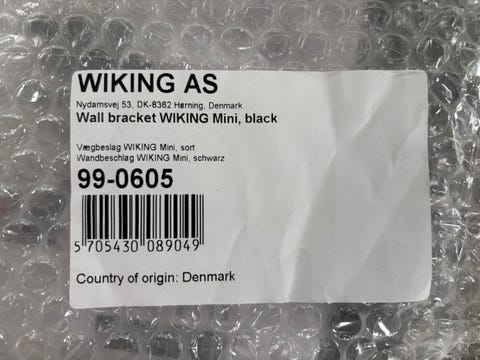 WIKING AS
Nydamsvej 53, DK-8362 Hørning, Denmark.
Wall bracket WIKING Mini, black
Vægbeslag WIKING Mini, sort
Wandbeschlag WIKING Mini, schwarz
99-0605
5 705430 089049
Country of origin: Denmark